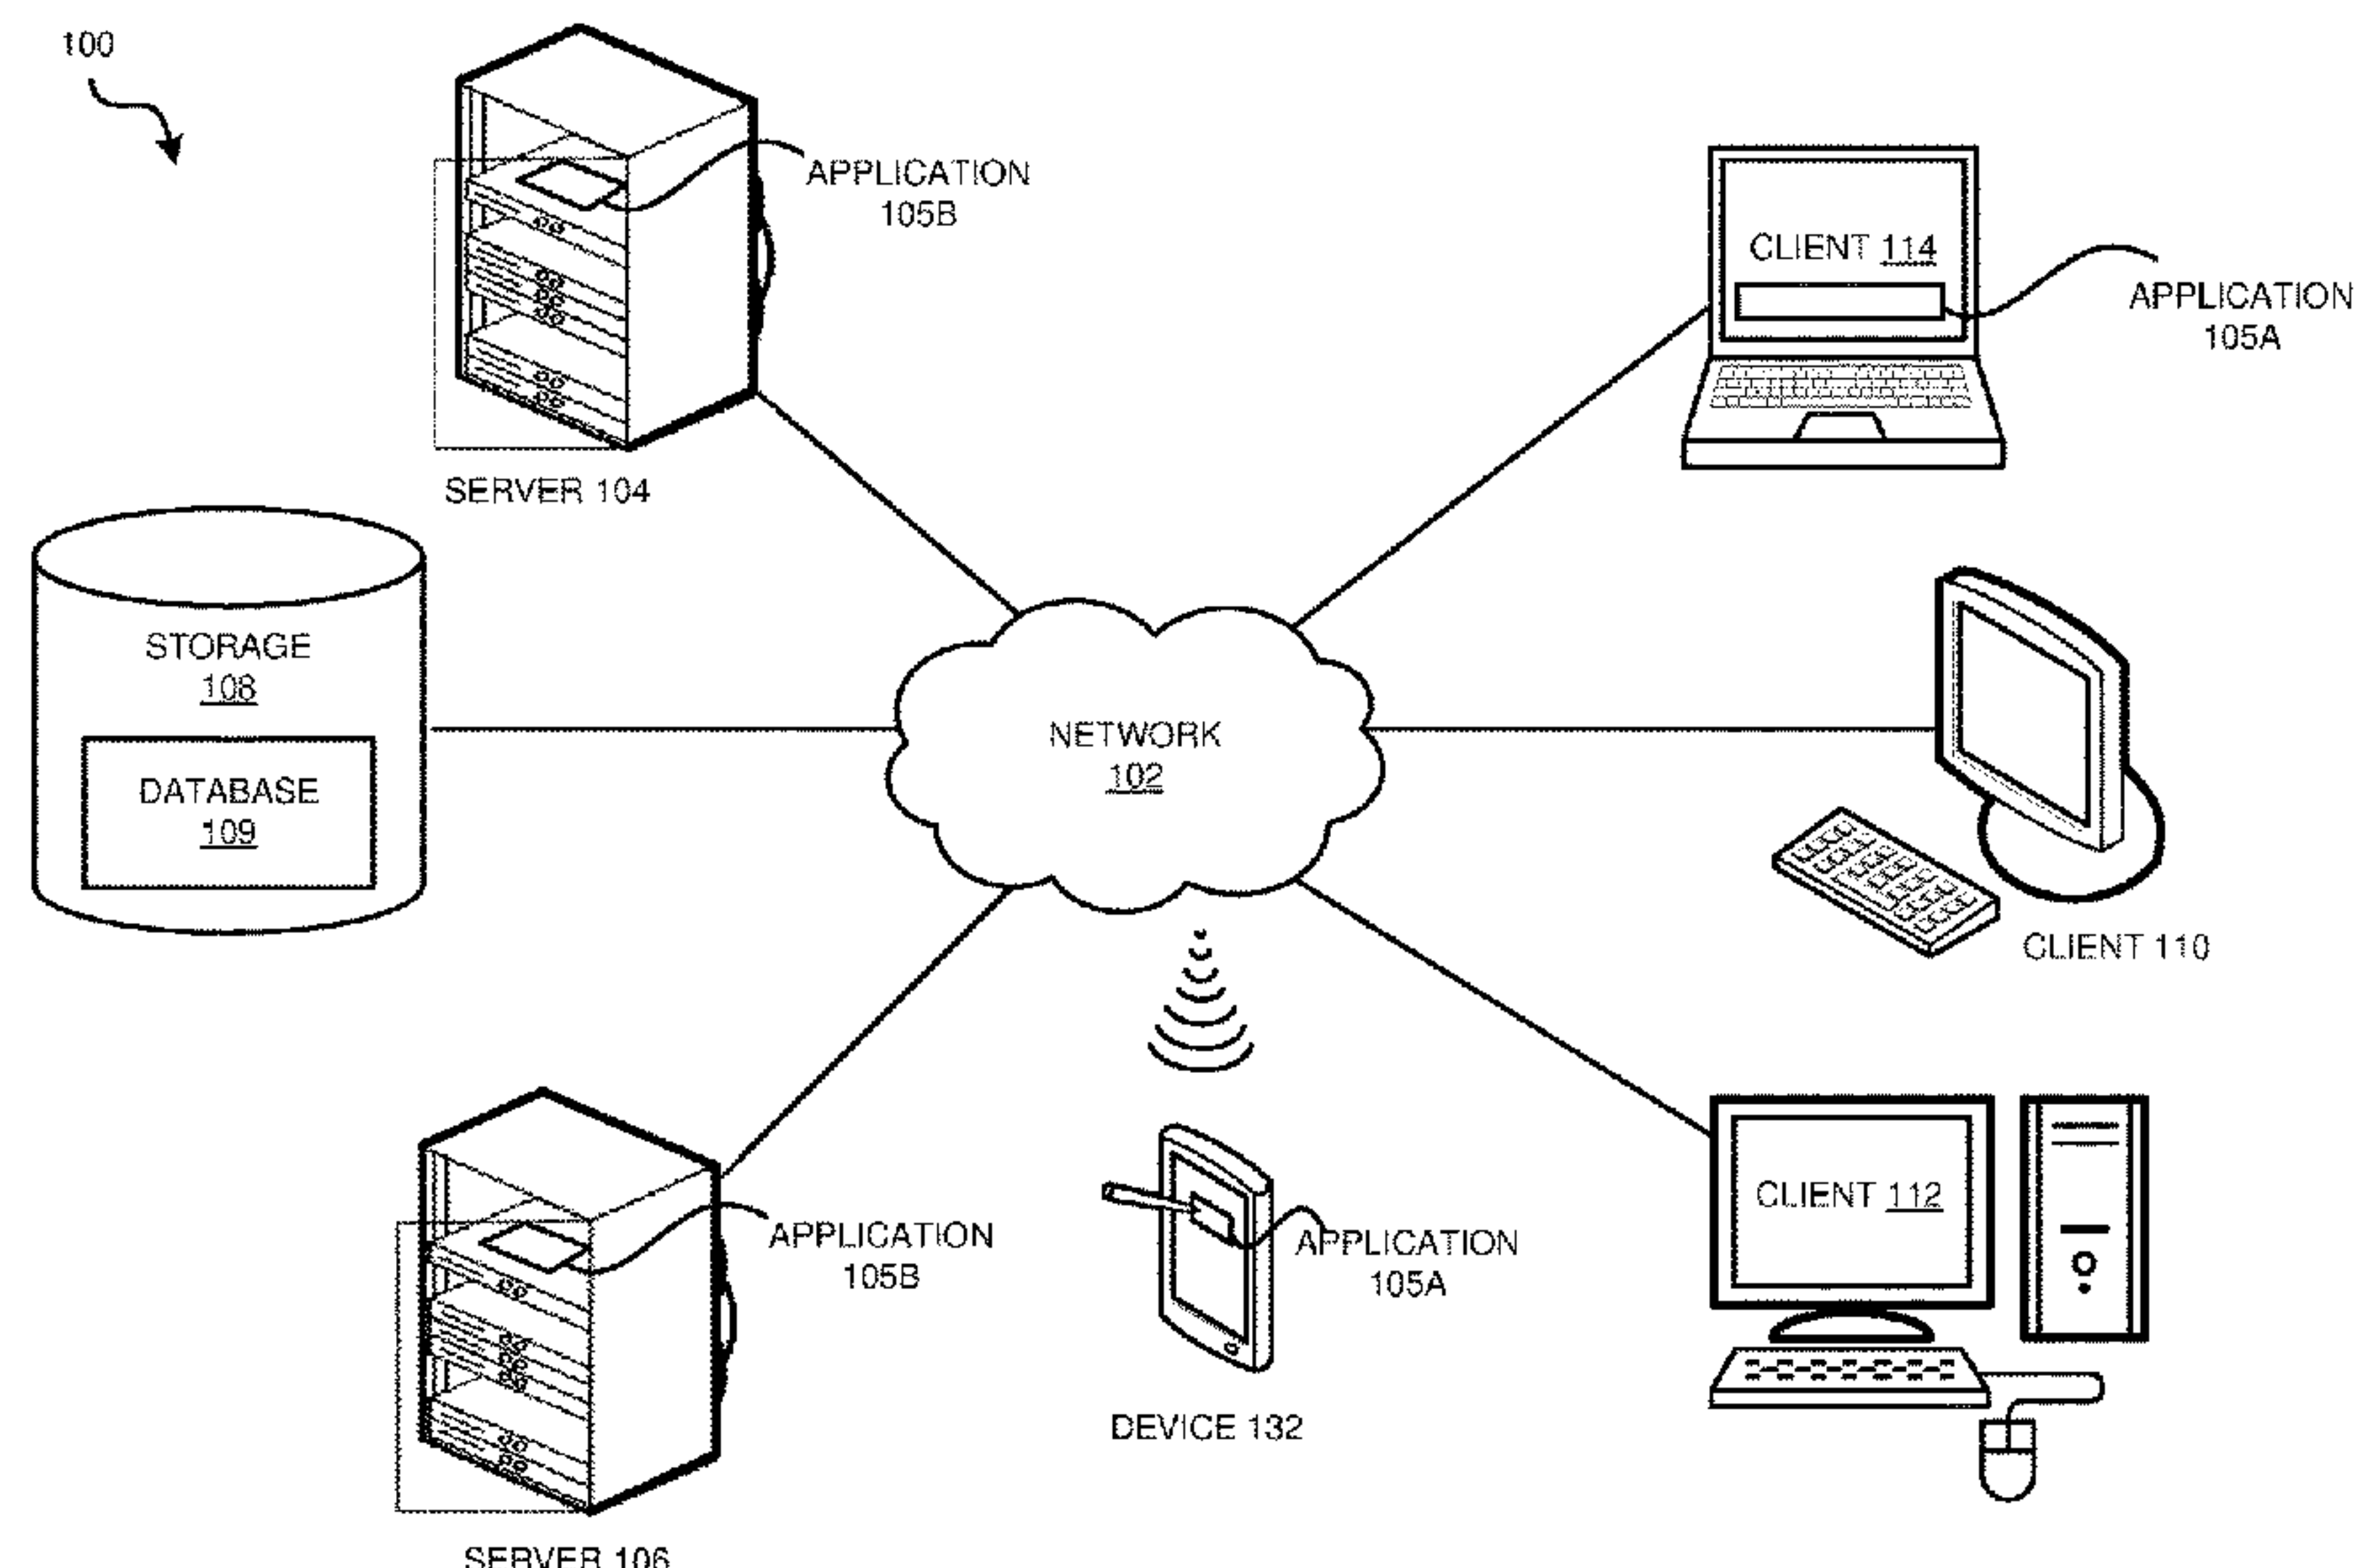 100
APPLICATION
105B
CLIENT 114
APPLICATION
105A
SERVER 104
STORAGE
108
DATABASE
109
NETWORK
102
CLIENT 110
CLIENT 112
APPLICATION
105B
APPLICATION
105A
DEVICE 132
SERVER 106